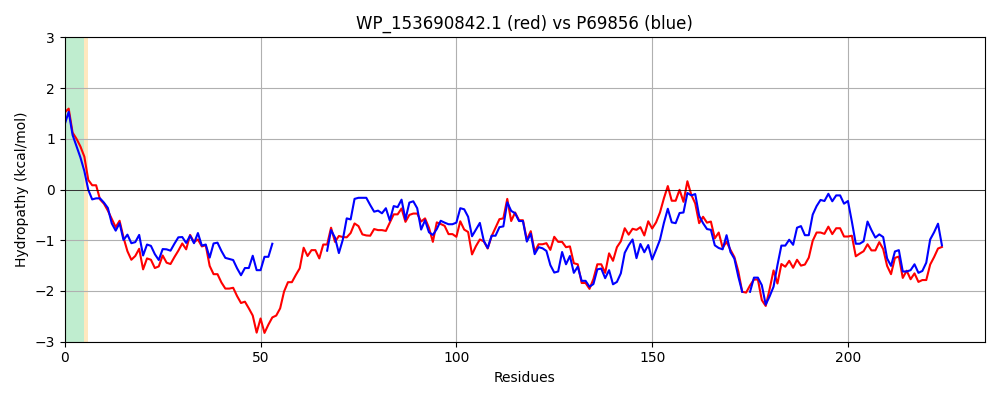 WP_153690842.1 (red) vs P69856 (blue)
3
2
1
0
−1
−2
−3
Hydropathy (kcal/mol)
0 50 100 150 200
Residues